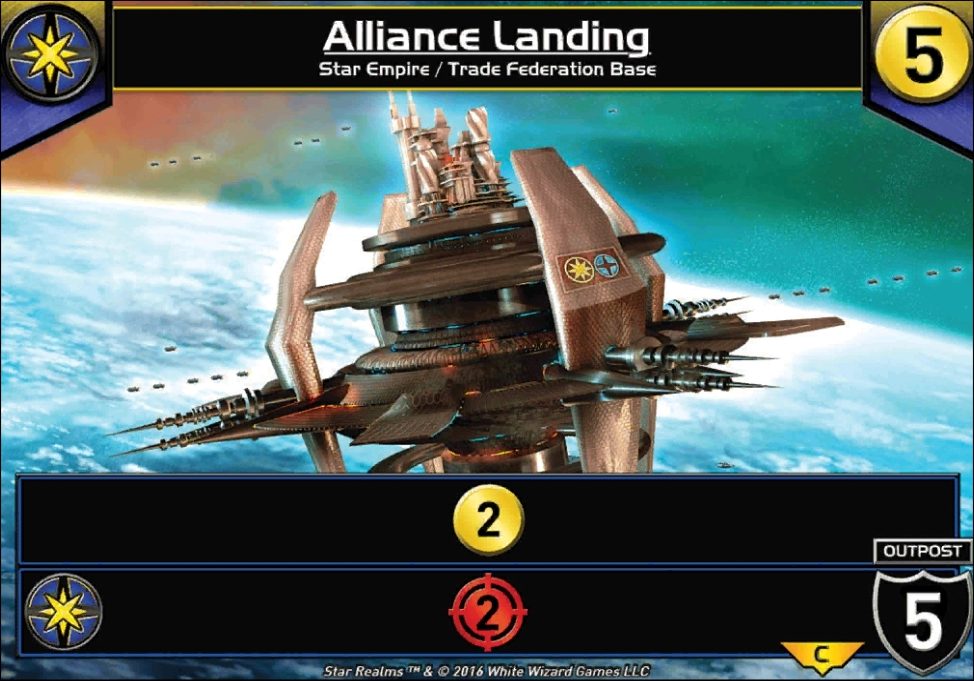 Alliance Landing
Star Empire / Trade Federation Base
5
2
OUTPOST
2
5
C
Star Realms™ & © 2016 White Wizard Games LLC